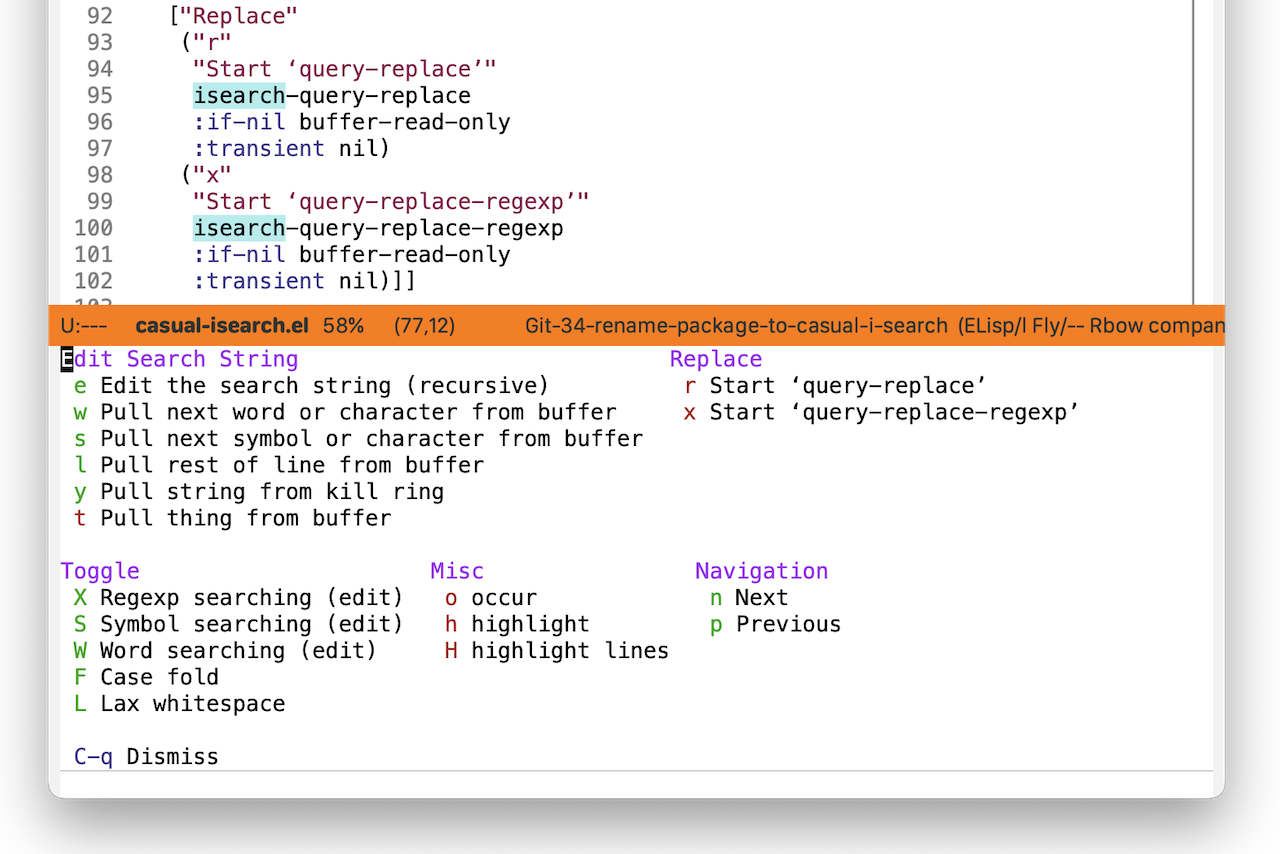 92 ["Replace"
93 ("r"
94 "Start ‘query-replace’"
95 isearch-query-replace
96 :if-nil buffer-read-only
97 :transient nil)
98 ("x"
99 "Start ‘query-replace-regexp’"
100 isearch-query-replace-regexp
101 :if-nil buffer-read-only
102 :transient nil)]]
U:--- casual-isearch.el 58% (77,12) Git-34-rename-package-to-casual-i-search (ELisp/l Fly/-- Rbow compan
Edit Search String Replace
e Edit the search string (recursive) r Start ‘query-replace’
w Pull next word or character from buffer x Start ‘query-replace-regexp’
s Pull next symbol or character from buffer
l Pull rest of line from buffer
y Pull string from kill ring
t Pull thing from buffer
Toggle Misc Navigation
X Regexp searching (edit) o occur n Next
S Symbol searching (edit) h highlight p Previous
W Word searching (edit) H highlight lines
F Case fold
L Lax whitespace
C-q Dismiss